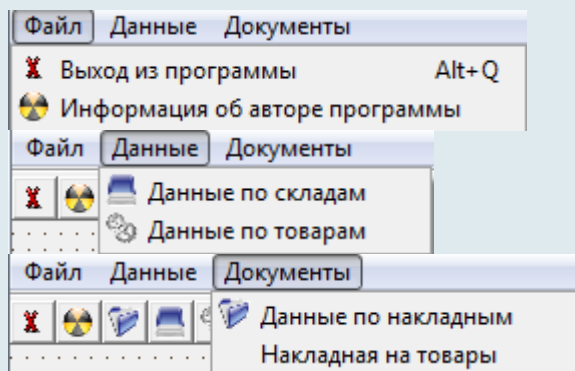 Файл Данные Документы
Выход из программы Alt+Q
Информация об авторе программы
Файл Данные Документы
Данные по складам
Данные по товарам
Файл Данные Документы
Данные по накладным
Накладная на товары